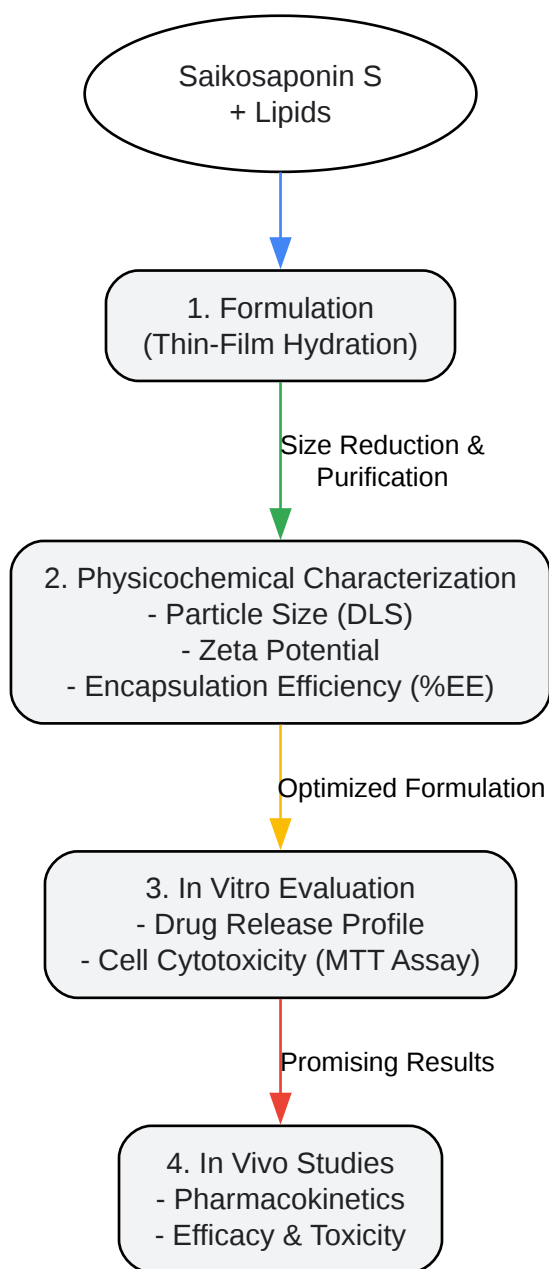 Saikosaponin S
+ Lipids
1. Formulation
(Thin-Film Hydration)
Size Reduction &
Purification
2. Physicochemical Characterization
- Particle Size (DLS)
- Zeta Potential
- Encapsulation Efficiency (%EE)
Optimized Formulation
3. In Vitro Evaluation
- Drug Release Profile
- Cell Cytotoxicity (MTT Assay)
Promising Results
4. In Vivo Studies
- Pharmacokinetics
- Efficacy & Toxicity